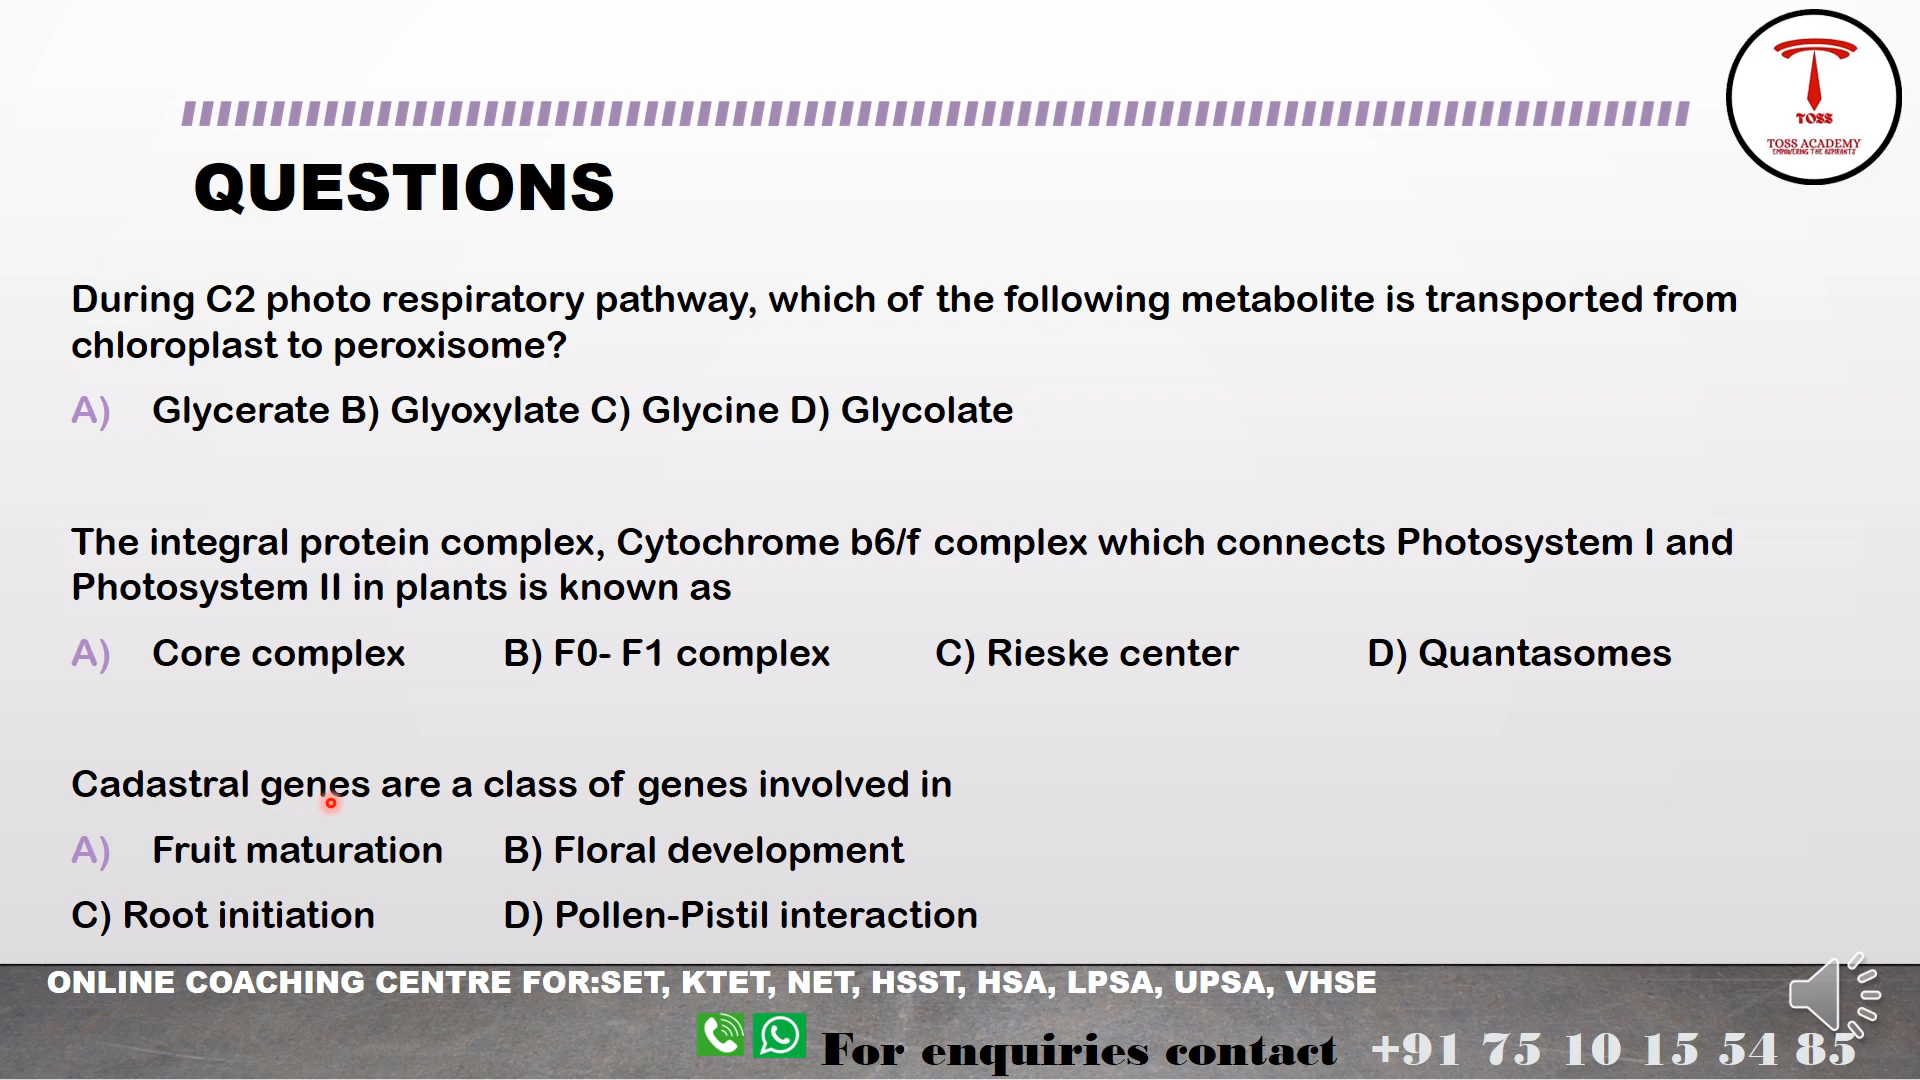 TOSS
TOSS ACADEMY
EMPOWERING THE ASPIRANTS
QUESTIONS
During C2 photo respiratory pathway, which of the following metabolite is transported from
chloroplast to peroxisome?
A) Glycerate B) Glyoxylate C) Glycine D) Glycolate
The integral protein complex, Cytochrome b6/f complex which connects Photosystem I and
Photosystem II in plants is known as
A) Core complex B) F0- F1 complex C) Rieske center D) Quantasomes
Cadastral genes are a class of genes involved in
A) Fruit maturation B) Floral development
C) Root initiation D) Pollen-Pistil interaction
ONLINE COACHING CENTRE FOR:SET, KTET, NET, HSST, HSA, LPSA, UPSA, VHSE
For enquiries contact +91 75 10 15 54 85